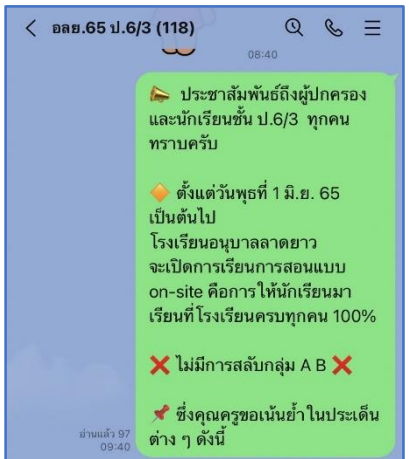 อลย.65 ป.6/3 (118)
08:40
ประชาสัมพันธ์ถึงผู้ปกครอง
และนักเรียนชั้น ป.6/3 ทุกคน
ทราบครับ
ตั้งแต่วันพุธที่ 1 มิ.ย. 65
เป็นต้นไป
โรงเรียนอนุบาลลาดยาว
จะเปิดการเรียนการสอนแบบ
on-site คือการให้นักเรียนมา
เรียนที่โรงเรียนครบทุกคน 100%
❌ ไม่มีการสลับกลุ่ม A B ❌
📌 ซึ่งคุณครูขอเน้นย้ำในประเด็น
ต่าง ๆ ดังนี้
อ่านแล้ว 97
09:40